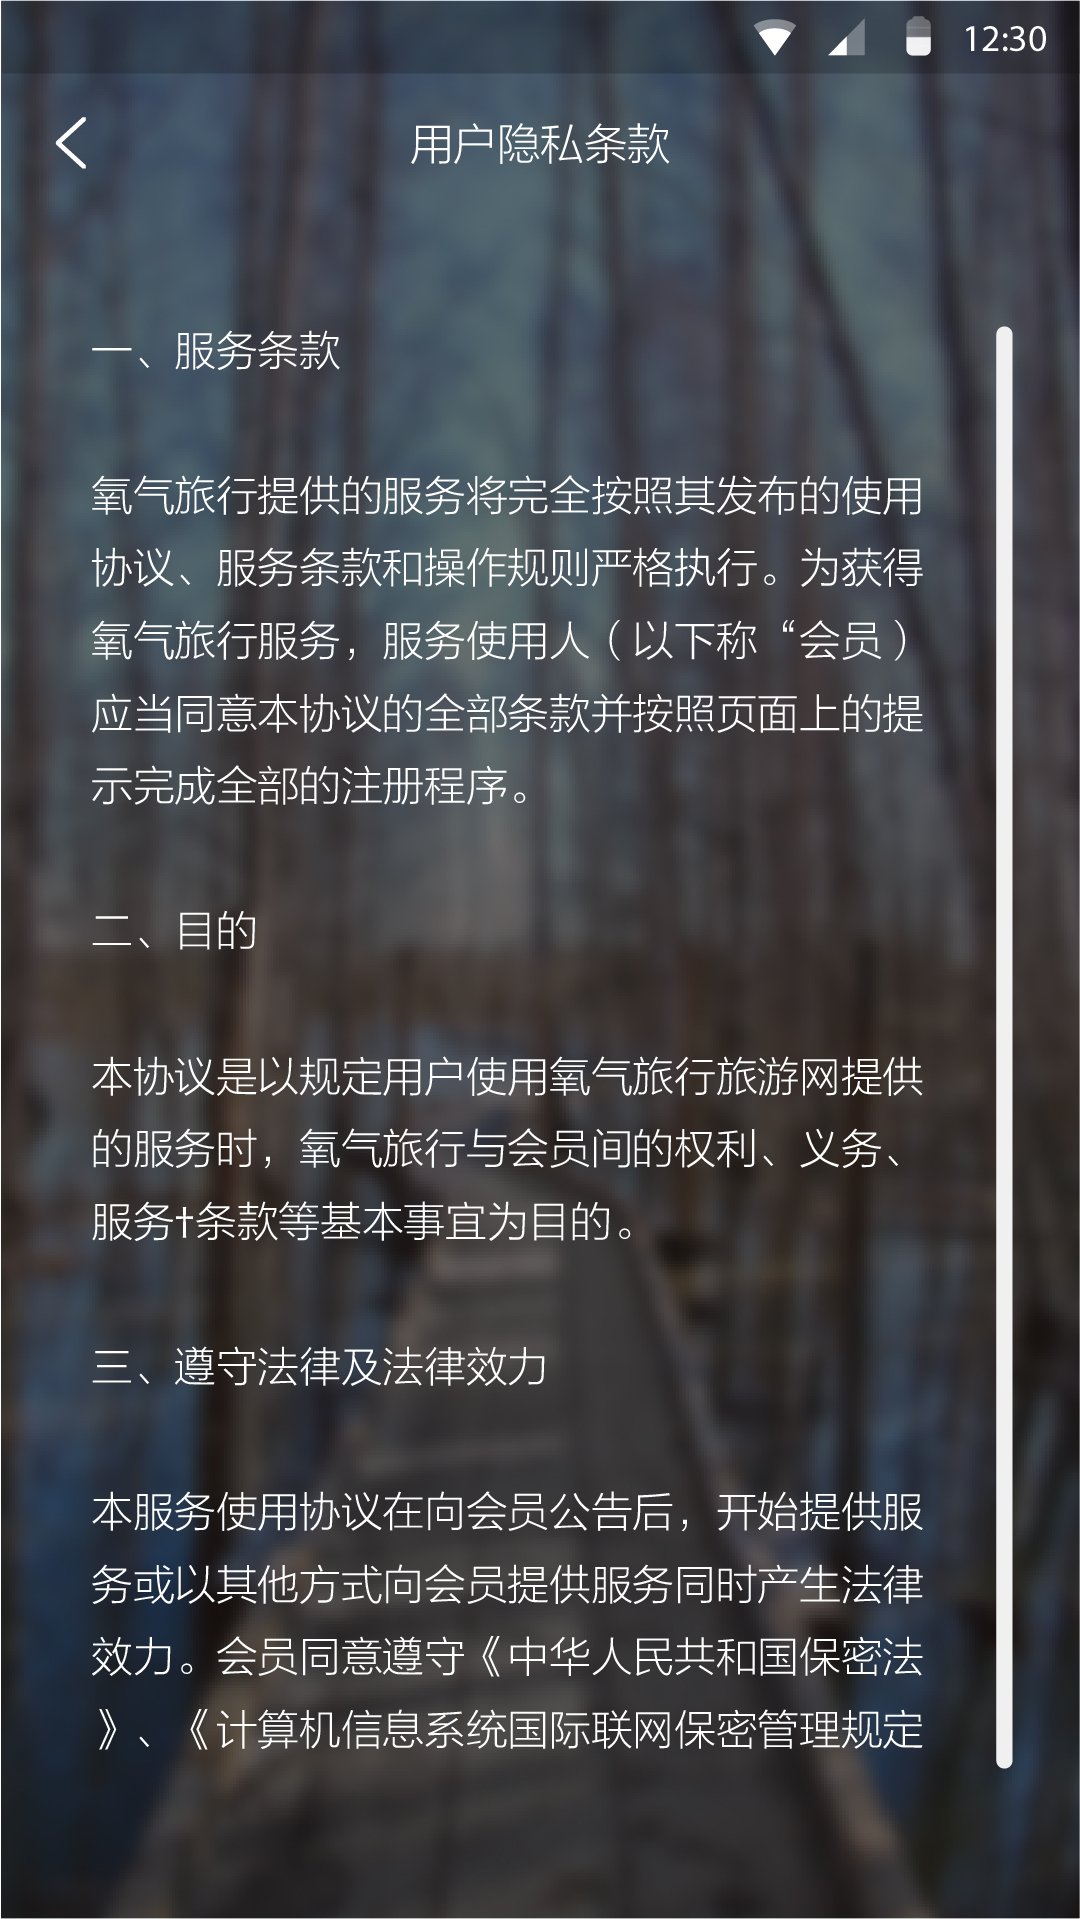 12:30
用户隐私条款
一、服务条款
氧气旅行提供的服务将完全按照其发布的使用
协议、服务条款和操作规则严格执行。为获得
氧气旅行服务，服务使用人（以下称“会员）
应当同意本协议的全部条款并按照页面上的提
示完成全部的注册程序。
二、目的
本协议是以规定用户使用氧气旅行旅游网提供
的服务时，氧气旅行与会员间的权利、义务、
服务†条款等基本事宜为目的。
三、遵守法律及法律效力
本服务使用协议在向会员公告后，开始提供服
务或以其他方式向会员提供服务同时产生法律
效力。会员同意遵守《中华人民共和国保密法
》、《计算机信息系统国际联网保密管理规定